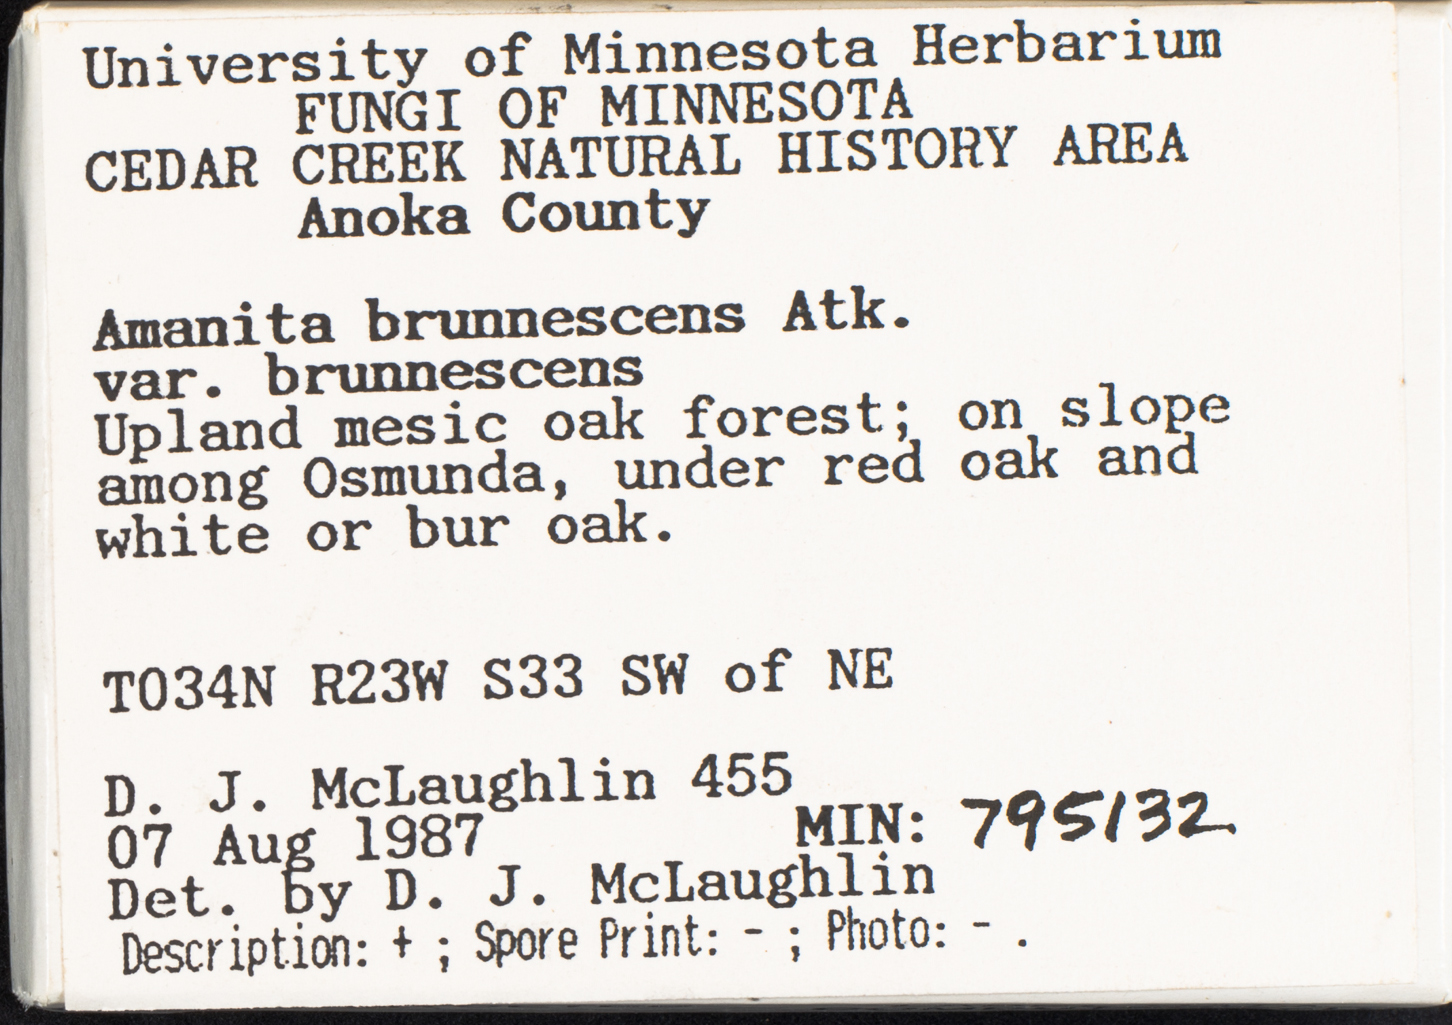 University of Minnesota Herbarium
FUNGI OF MINNESOTA
CEDAR CREEK NATURAL HISTORY AREA
Anoka County
Amanita brunnescens Atk.
var. brunnescens
Upland mesic oak forest; on slope
among Osmunda, under red oak and
white or bur oak.
T034N R23W S33 SW of NE
D. J. McLaughlin 455
07 Aug 1987 MIN: 795132
Det. by D. J. McLaughlin
Description: + ; Spore Print: - ; Photo: - .